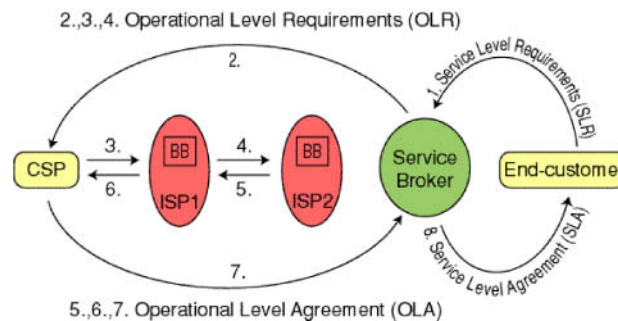 2.,3.,4. Operational Level Requirements (OLR)
2.
1. Service Level Requirements (SLR)
CSP
3.
6.
BB
ISP1
4.
5.
BB
ISP2
Service
Broker
End-custome
7.
8. Service Level Agreement (SLA)
5.,6.,7. Operational Level Agreement (OLA)